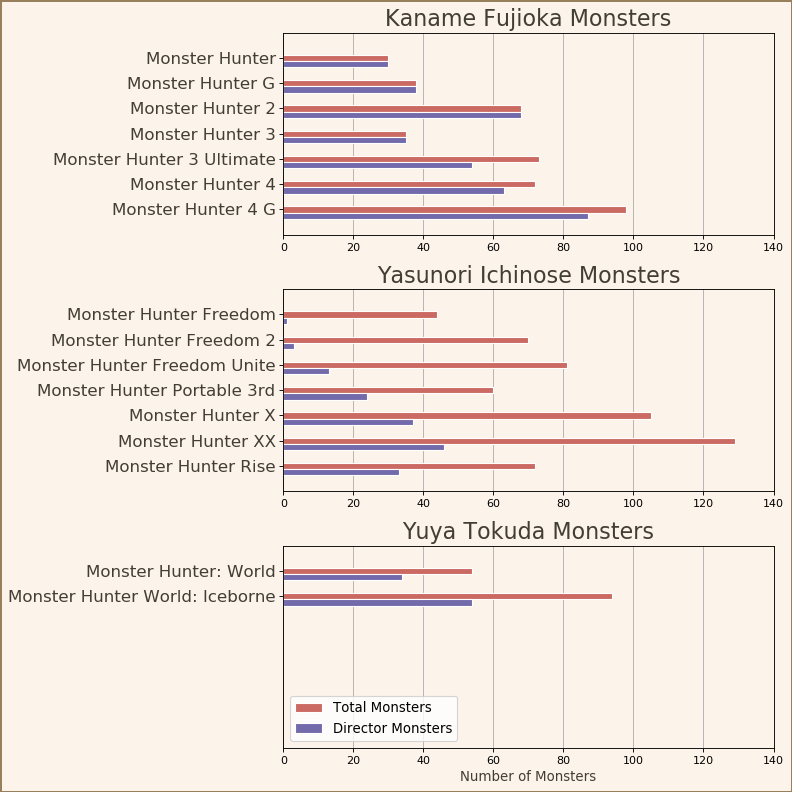 Kaname Fujioka Monsters
Monster Hunter
Monster Hunter G
Monster Hunter 2
Monster Hunter 3
Monster Hunter 3 Ultimate
Monster Hunter 4
Monster Hunter 4 G
0 20 40 60 80 100 120 140
Yasunori Ichinose Monsters
Monster Hunter Freedom
Monster Hunter Freedom 2
Monster Hunter Freedom Unite
Monster Hunter Portable 3rd
Monster Hunter X
Monster Hunter XX
Monster Hunter Rise
0 20 40 60 80 100 120 140
Yuya Tokuda Monsters
Monster Hunter: World
Monster Hunter World: Iceborne
Total Monsters
Director Monsters
0 20 40 60 80 100 120 140
Number of Monsters